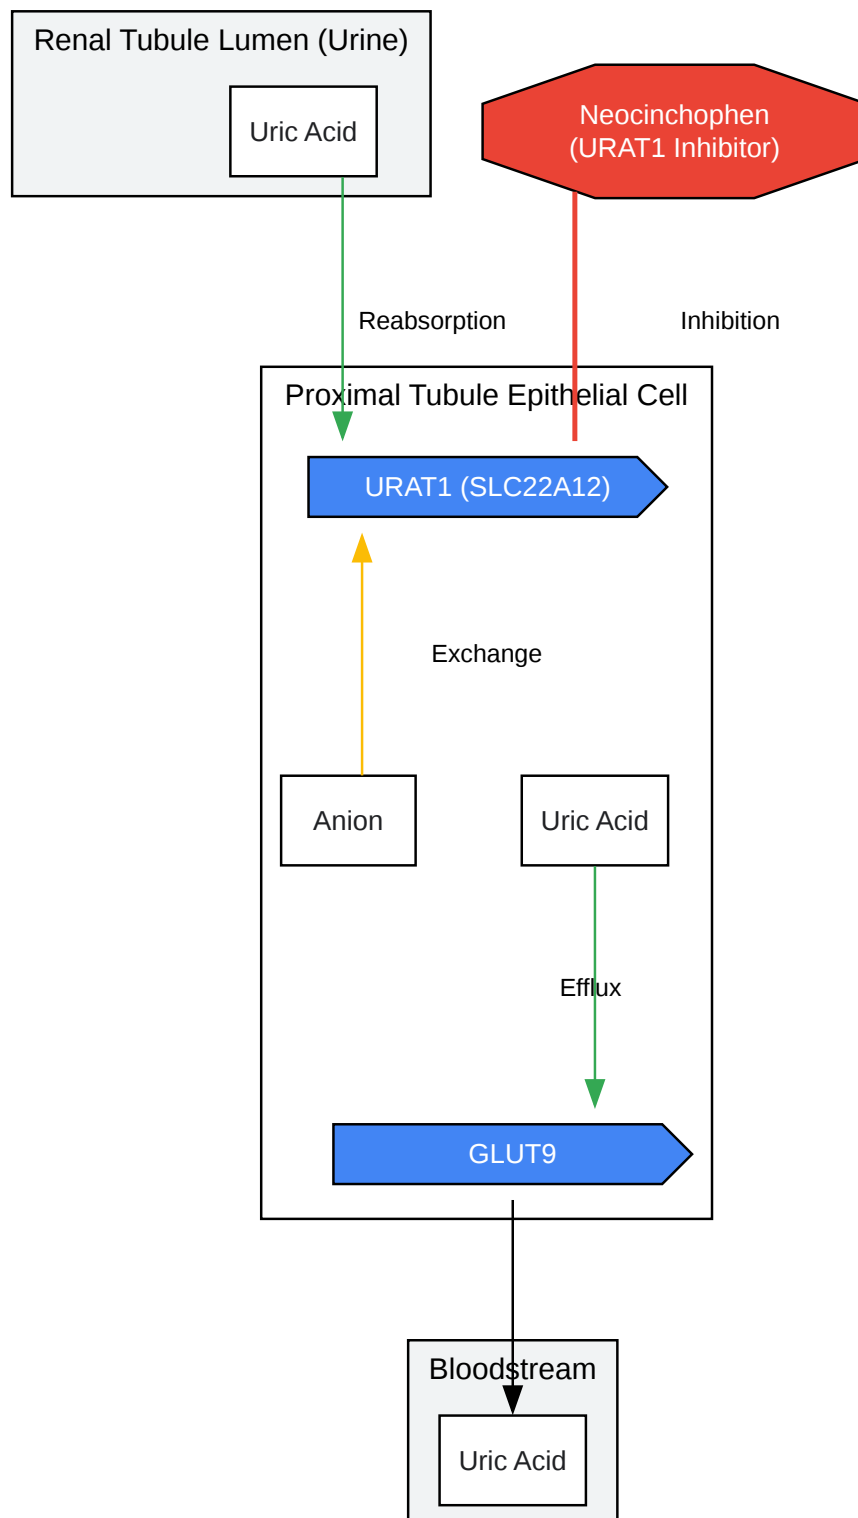 Renal Tubule Lumen (Urine)
Uric Acid
Neocinchophen
(URAT1 Inhibitor)
Reabsorption
Inhibition
Proximal Tubule Epithelial Cell
URAT1 (SLC22A12)
Exchange
Anion
Uric Acid
Efflux
GLUT9
Bloodstream
Uric Acid